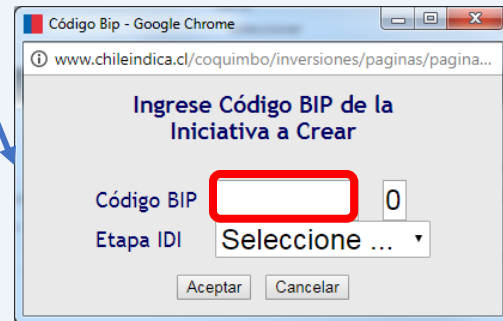 Código Bip - Google Chrome
www.chileindica.cl/coquimbo/inversiones/paginas/pagina...
Ingrese Código BIP de la
Iniciativa a Crear
Código BIP 0
Etapa IDI Seleccione ...
Aceptar Cancelar